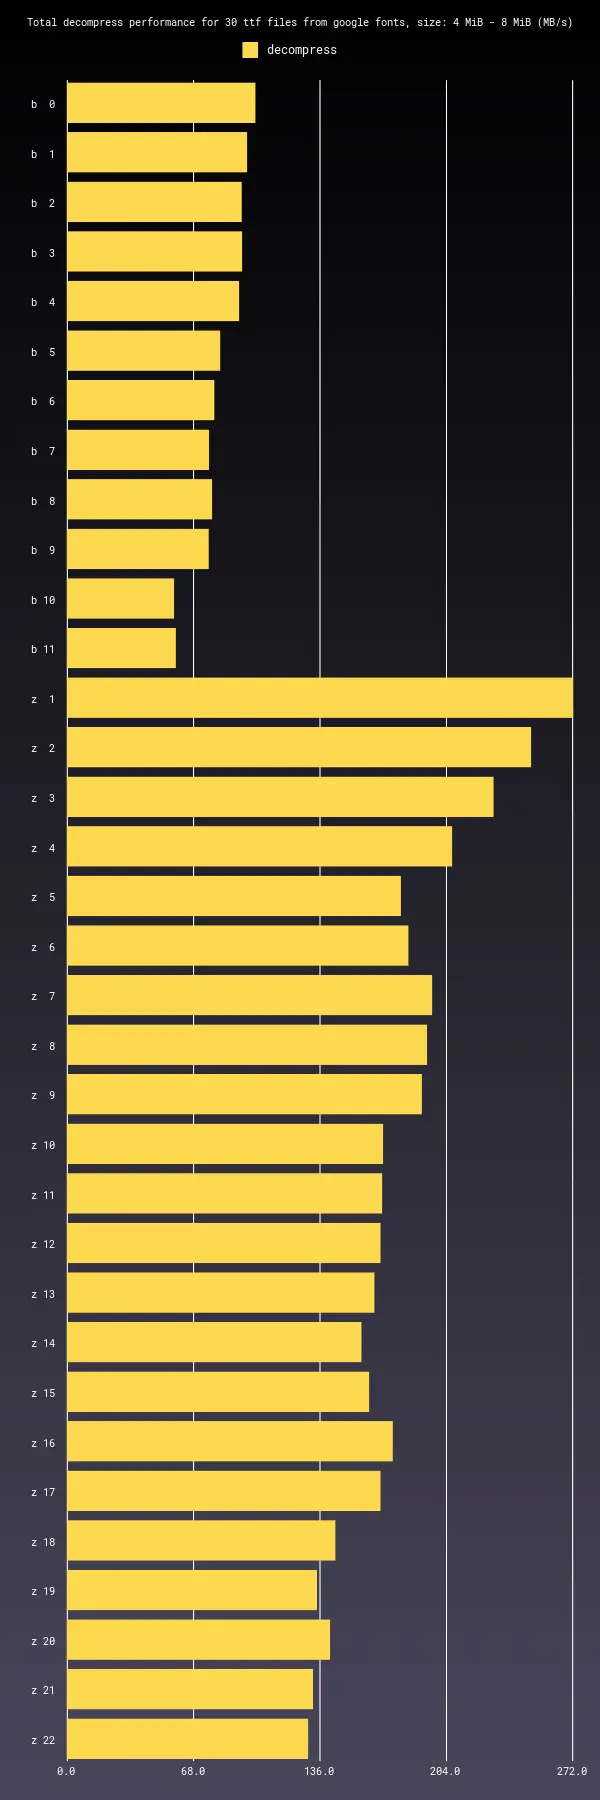 Total decompress performance for 30 ttf files from google fonts, size: 4 MiB - 8 MiB (MB/s)
decompress
b 0
b 1
b 2
b 3
b 4
b 5
b 6
b 7
b 8
b 9
b 10
b 11
z 1
z 2
z 3
z 4
z 5
z 6
z 7
z 8
z 9
z 10
z 11
z 12
z 13
z 14
z 15
z 16
z 17
z 18
z 19
z 20
z 21
z 22
0.0 68.0 136.0 204.0 272.0